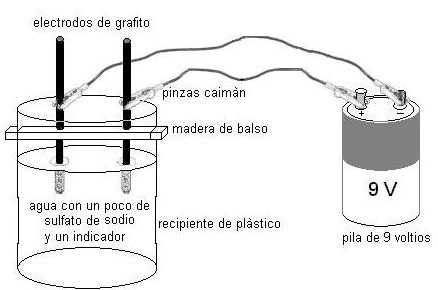 electrodos de grafito
pinzas caimán
madera de balso
+ −
agua con un poco de
sulfato de sodio
y un indicador
recipiente de plàstico
9 V
pila de 9 voltios